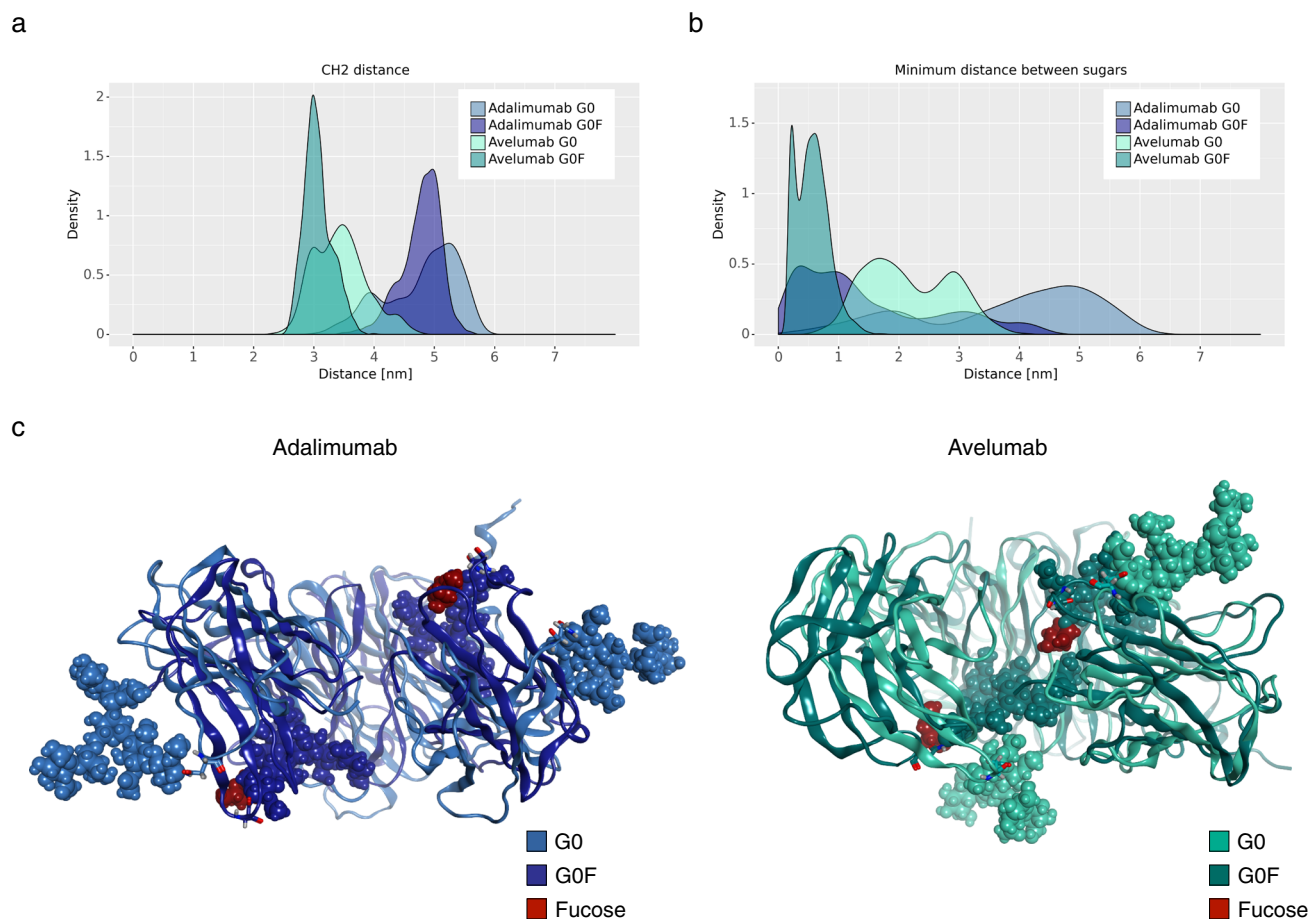 a
CH2 distance
Adalimumab G0
Adalimumab G0F
Avelumab G0
Avelumab G0F
2
1.5
1
0.5
0
Density
0 1 2 3 4 5 6 7
Distance [nm]
b
Minimum distance between sugars
Adalimumab G0
Adalimumab G0F
Avelumab G0
Avelumab G0F
1.5
1
0.5
0
Density
0 1 2 3 4 5 6 7
Distance [nm]
c
Adalimumab
G0
G0F
Fucose
Avelumab
G0
G0F
Fucose